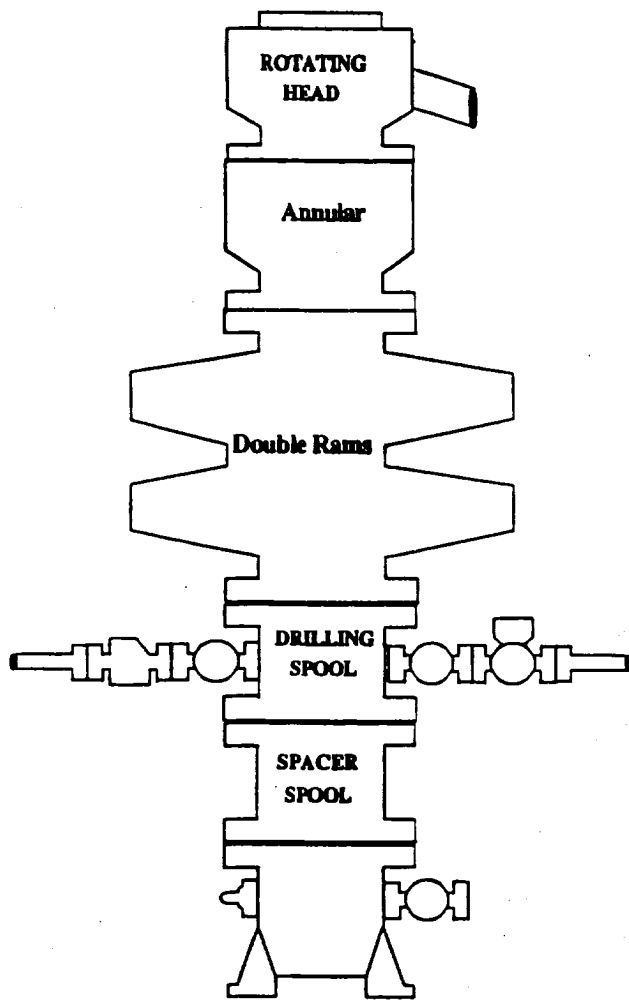 ROTATING
HEAD
Annular
Double Rams
DRILLING
SPOOL
SPACER
SPOOL